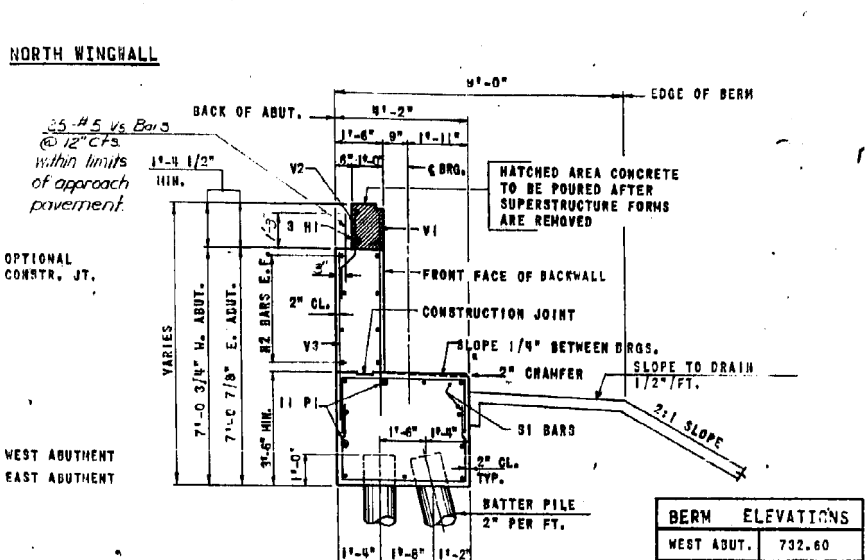 NORTH WINGWALL
9'-0"
EDGE OF BERM
BACK OF ABUT.
4'-2"
25-#5 V5 Bars
@ 12" Cts.
within limits
of approach
pavement.
1'-4 1/2"
MIN.
1'-6"
9"
1'-11"
6"
1'-0"
V2
℄ BRG.
HATCHED AREA CONCRETE
TO BE POURED AFTER
SUPERSTRUCTURE FORMS
ARE REMOVED
1'-3"
3 H1
V1
OPTIONAL
CONSTR. JT.
FRONT FACE OF BACKWALL
2" CL.
CONSTRUCTION JOINT
VARIES
7'-0 3/4" W. ABUT.
7'-0 7/8" E. ABUT.
H2 BARS E.F.
V3
SLOPE 1/4" BETWEEN BRGS.
2" CHAMFER
SLOPE TO DRAIN
1/2"/FT.
2:1 SLOPE
11 P1
3'-6" MIN.
1'-0"
1'-6"
1'-4"
S1 BARS
WEST ABUTMENT
EAST ABUTMENT
2" CL.
TYP.
BATTER PILE
2" PER FT.
1'-4"
1'-8"
1'-2"
BERM ELEVATIONS
WEST ABUT. 732.60